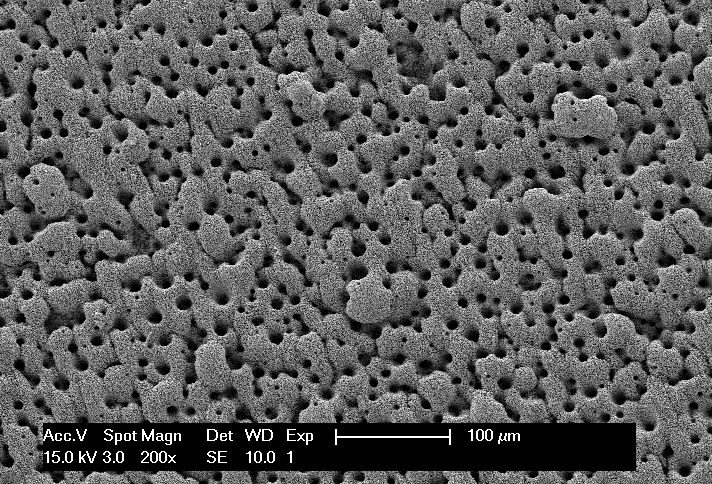 Acc.V Spot Magn Det WD Exp 100 µm
15.0 kV 3.0 200x SE 10.0 1